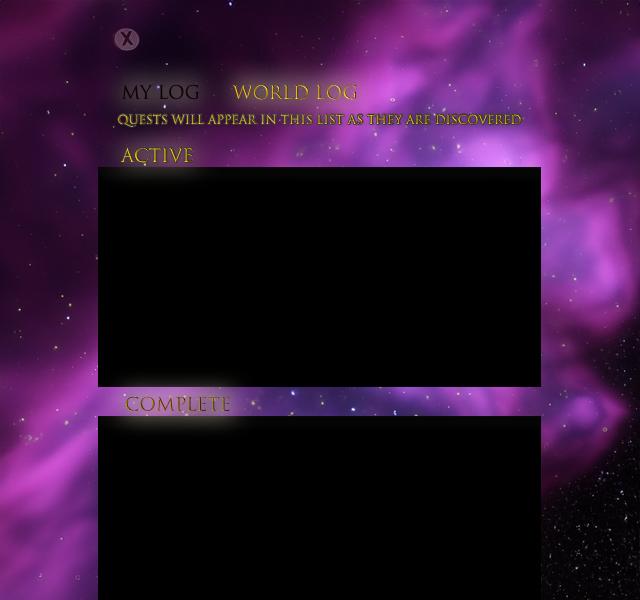 X
MY LOG WORLD LOG
QUESTS WILL APPEAR IN THIS LIST AS THEY ARE DISCOVERED
ACTIVE
COMPLETE